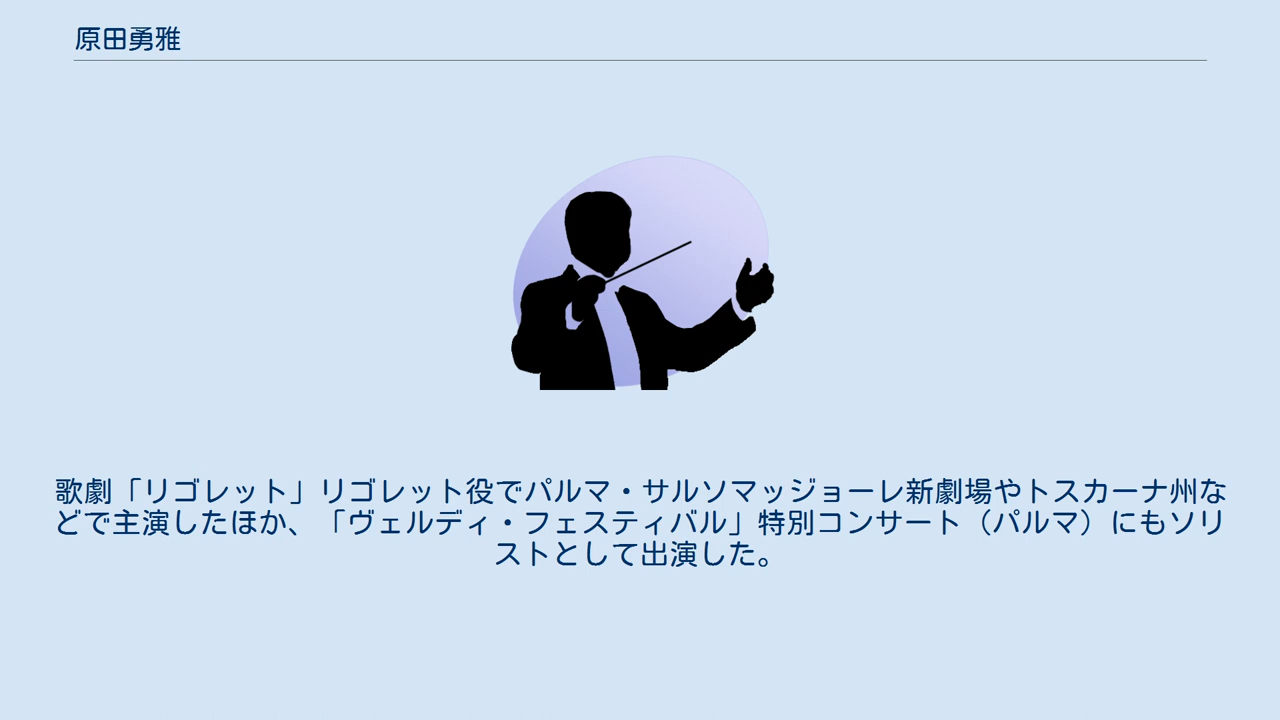 原田勇雅
歌劇「リゴレット」リゴレット役でパルマ・サルソマッジョーレ新劇場やトスカーナ州な
どで主演したほか、「ヴェルディ・フェスティバル」特別コンサート（パルマ）にもソリ
ストとして出演した。